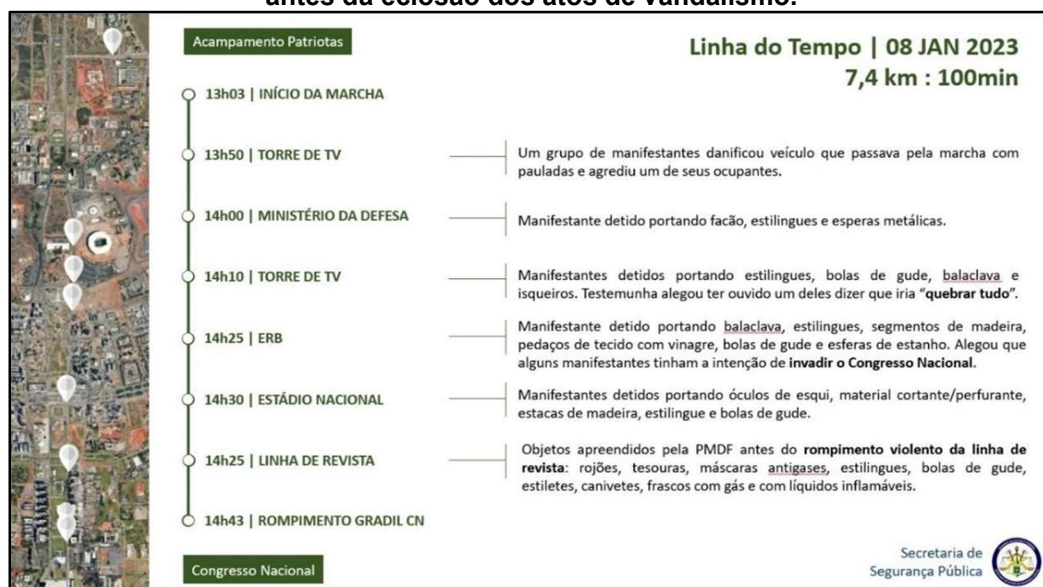 antes da eclosão dos atos de vandalismo.
Acampamento Patriotas
Linha do Tempo | 08 JAN 2023
7,4 km : 100min
13h03 | INÍCIO DA MARCHA
13h50 | TORRE DE TV
Um grupo de manifestantes danificou veículo que passava pela marcha com
pauladas e agrediu um de seus ocupantes.
14h00 | MINISTÉRIO DA DEFESA
Manifestante detido portando facão, estilingues e esperas metálicas.
14h10 | TORRE DE TV
Manifestantes detidos portando estilingues, bolas de gude, balaclava e
isqueiros. Testemunha alegou ter ouvido um deles dizer que iria “quebrar tudo”.
14h25 | ERB
Manifestante detido portando balaclava, estilingues, segmentos de madeira,
pedaços de tecido com vinagre, bolas de gude e esferas de estanho. Alegou que
alguns manifestantes tinham a intenção de invadir o Congresso Nacional.
14h30 | ESTÁDIO NACIONAL
Manifestantes detidos portando óculos de esqui, material cortante/perfurante,
estacas de madeira, estilingue e bolas de gude.
14h25 | LINHA DE REVISTA
Objetos apreendidos pela PMDF antes do rompimento violento da linha de
revista: rojões, tesouras, máscaras antigases, estilingues, bolas de gude,
estiletes, canivetes, frascos com gás e com líquidos inflamáveis.
14h43 | ROMPIMENTO GRADIL CN
Congresso Nacional
Secretaria de
Segurança Pública